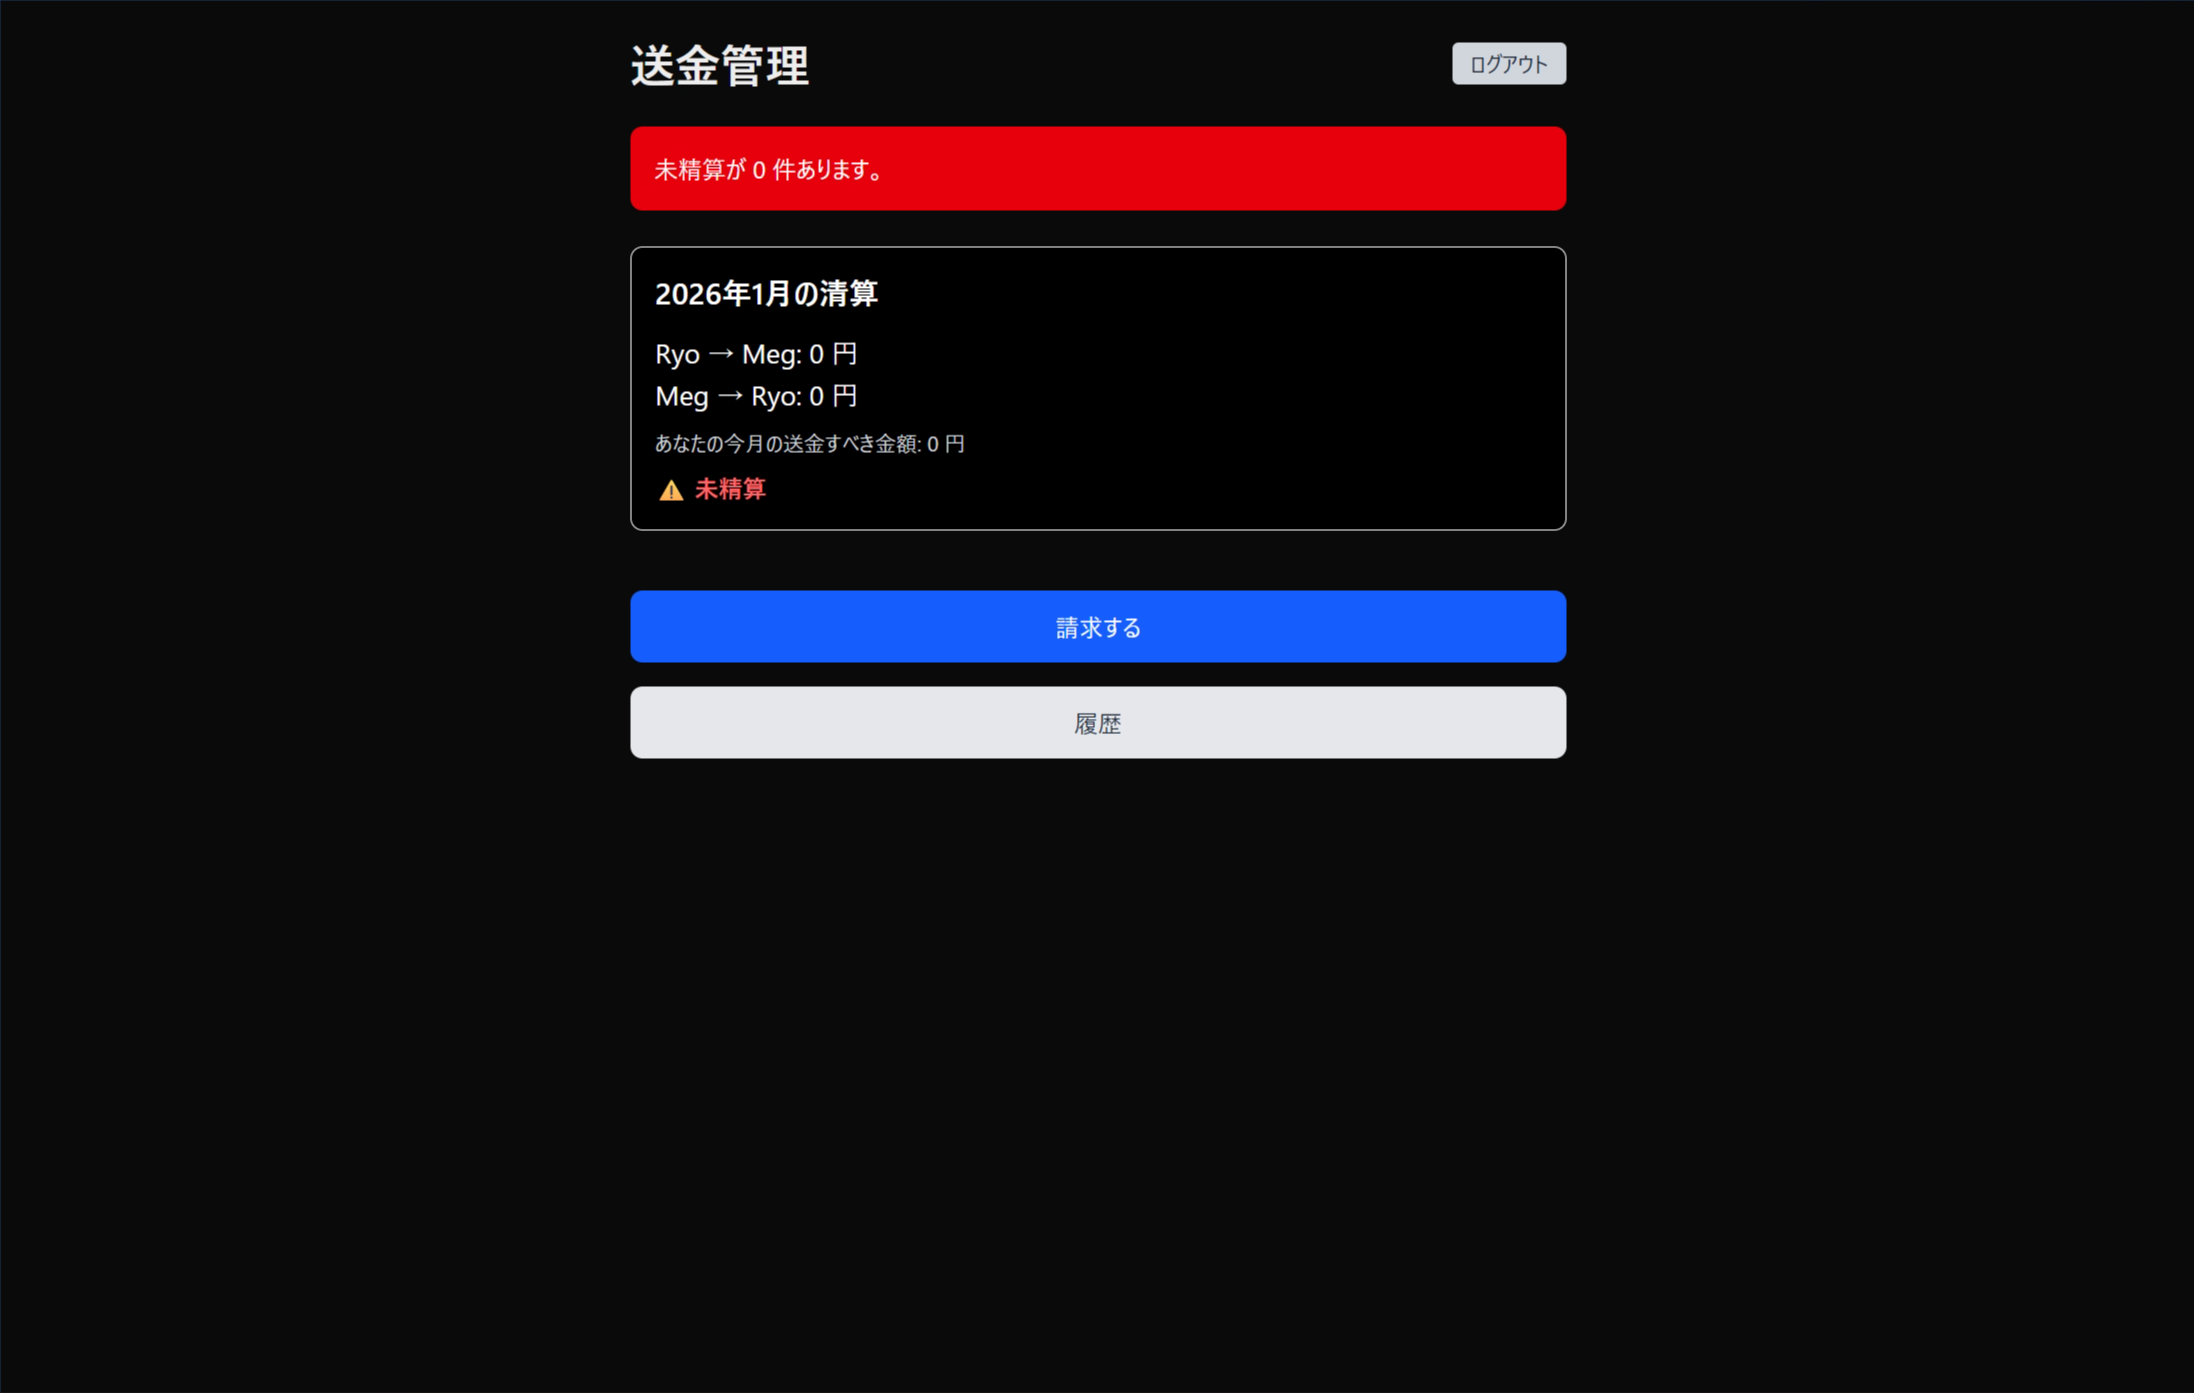 送金管理
ログアウト
未精算が 0 件あります。
2026年1月の清算
Ryo → Meg: 0 円
Meg → Ryo: 0 円
あなたの今月の送金すべき金額: 0 円
⚠️ 未精算
請求する
履歴